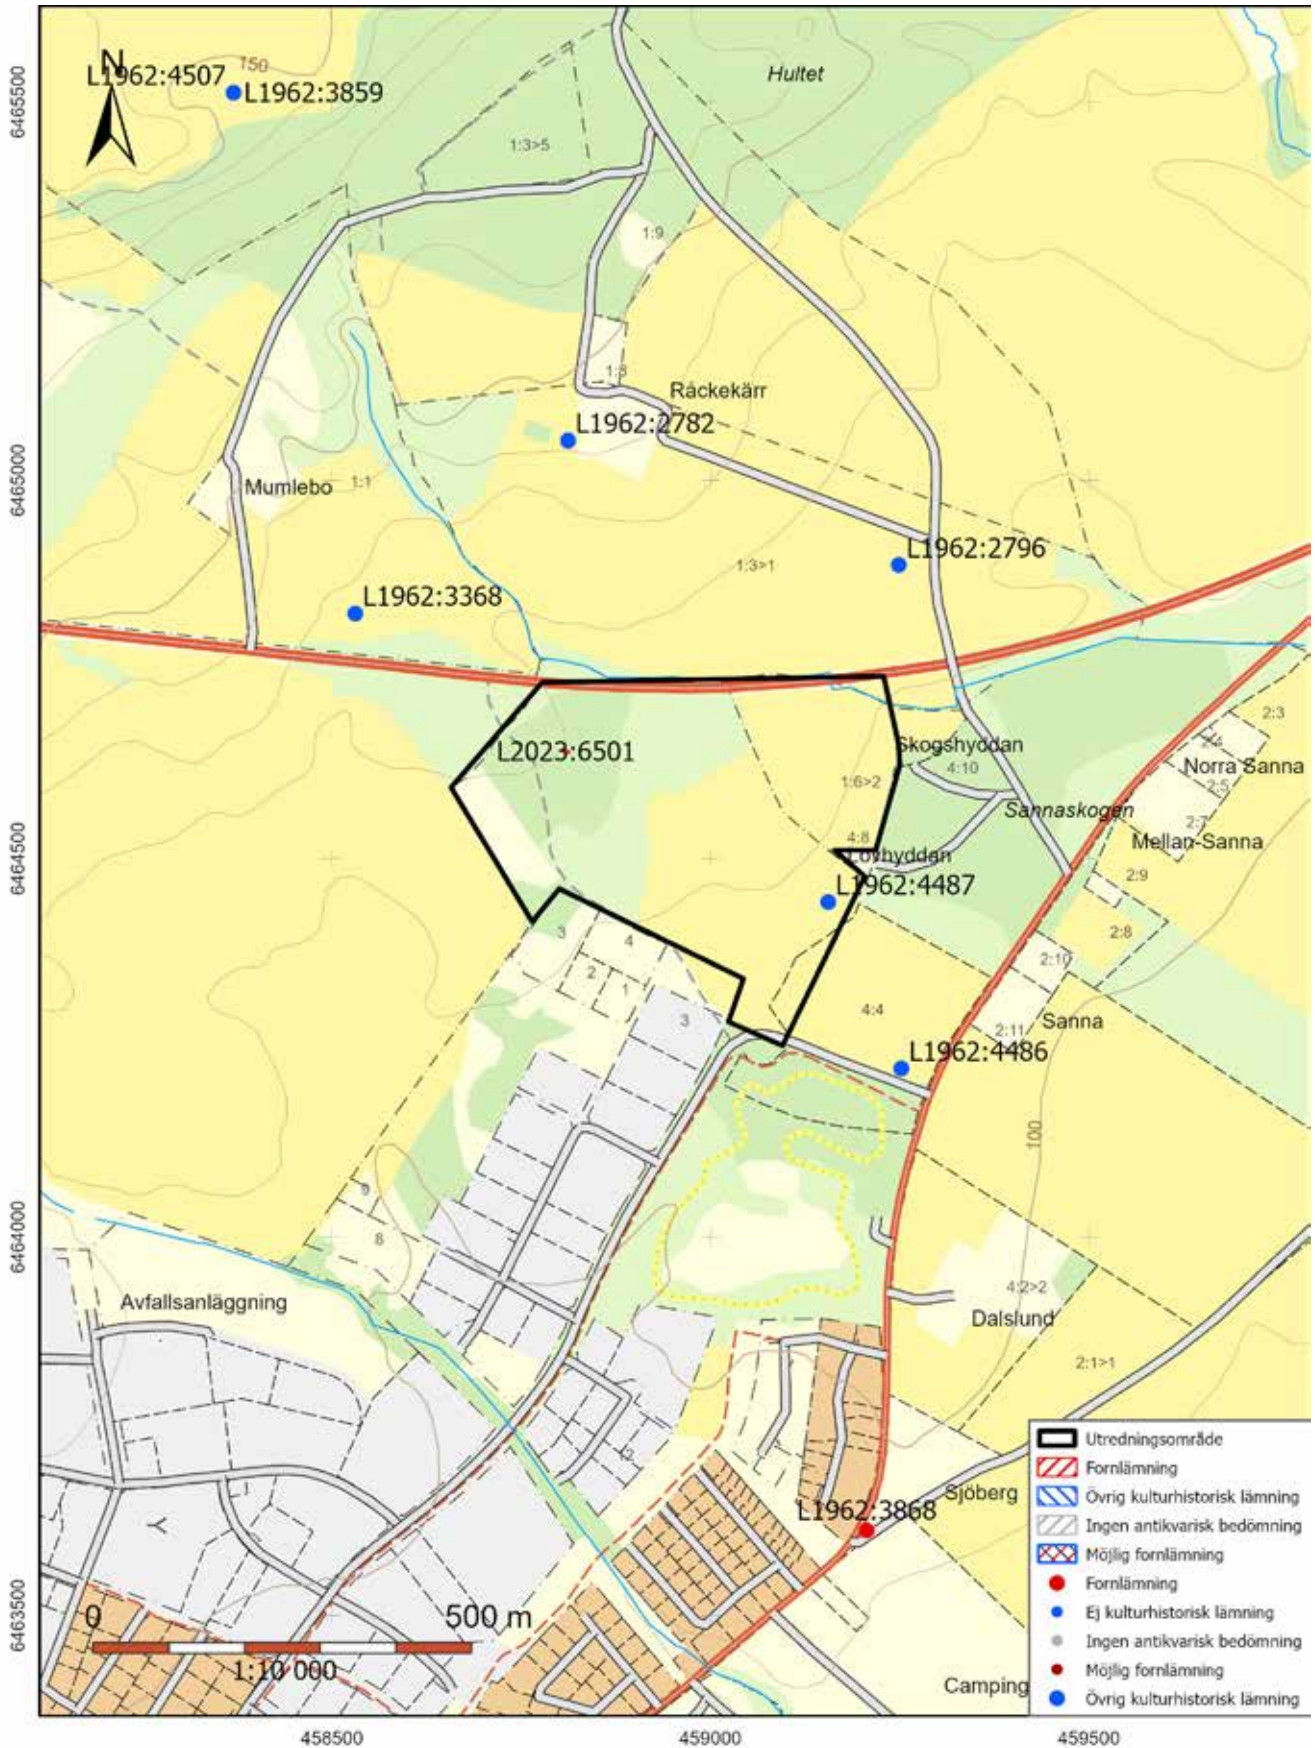 Hultet
N
L1962:4507
150
L1962:3859
6465500
1:3>5
1:9
1:3
Råckekärr
L1962:2782
6465000
Mumlebo
1:1
1:3>1
L1962:2796
L1962:3368
2:3
Skogshyddan
L2023:6501
4:10
Norra Sanna
1:6>2
2:5
Sannaskogen
2:7
4:8
Mellan-Sanna
Lövhyddan
6464500
2:9
L1962:4487
3
4
2:8
2:10
2
1
4:4
3
2:11
Sanna
L1962:4486
100
9
8
6464000
4:2>2
Avfallsanläggning
Dalslund
2:1>1
Utredningsområde
Fornlämning
Sjöberg
Övrig kulturhistorisk lämning
L1962:3868
Ingen antikvarisk bedömning
Möjlig fornlämning
Fornlämning
6463500
0
500 m
Ej kulturhistorisk lämning
Ingen antikvarisk bedömning
1:10 000
Möjlig fornlämning
Camping
Övrig kulturhistorisk lämning
458500
459000
459500